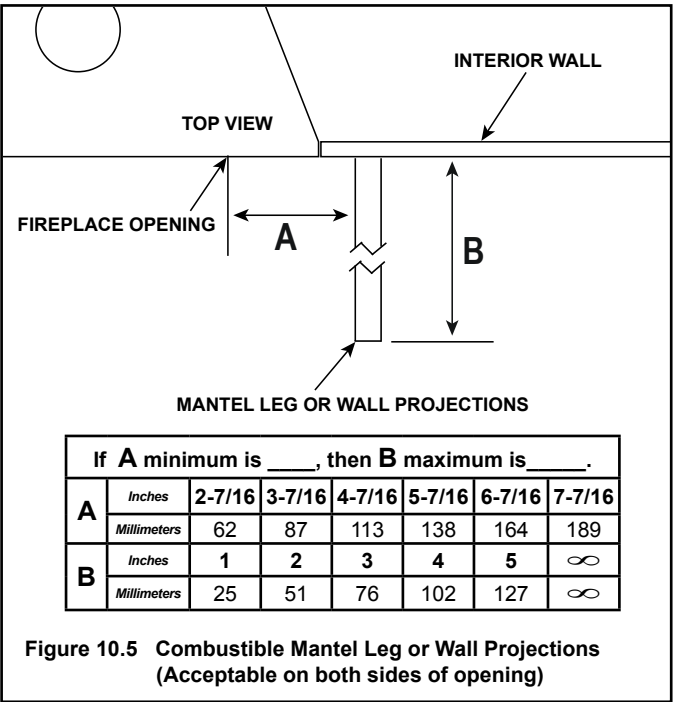 INTERIOR WALL
TOP VIEW
FIREPLACE OPENING
A
B
MANTEL LEG OR WALL PROJECTIONS
If A minimum is ____, then B maximum is_____.
A Inches 2-7/16 3-7/16 4-7/16 5-7/16 6-7/16 7-7/16
Millimeters 62 87 113 138 164 189
B Inches 1 2 3 4 5 ∞
Millimeters 25 51 76 102 127 ∞
Figure 10.5 Combustible Mantel Leg or Wall Projections
(Acceptable on both sides of opening)